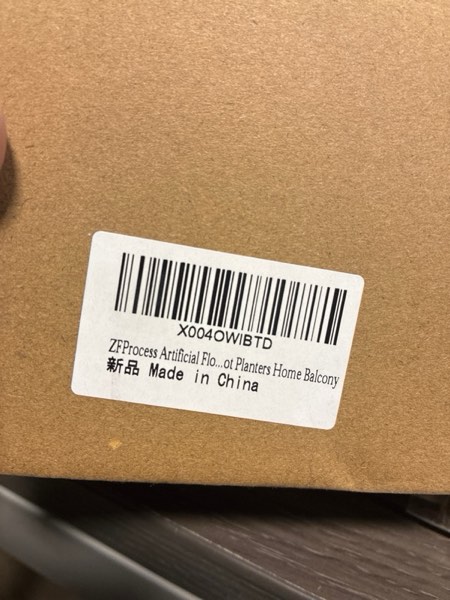 X004OWIBTD
ZFProcess Artificial Flo...ot Planters Home Balcony
新品 Made in China